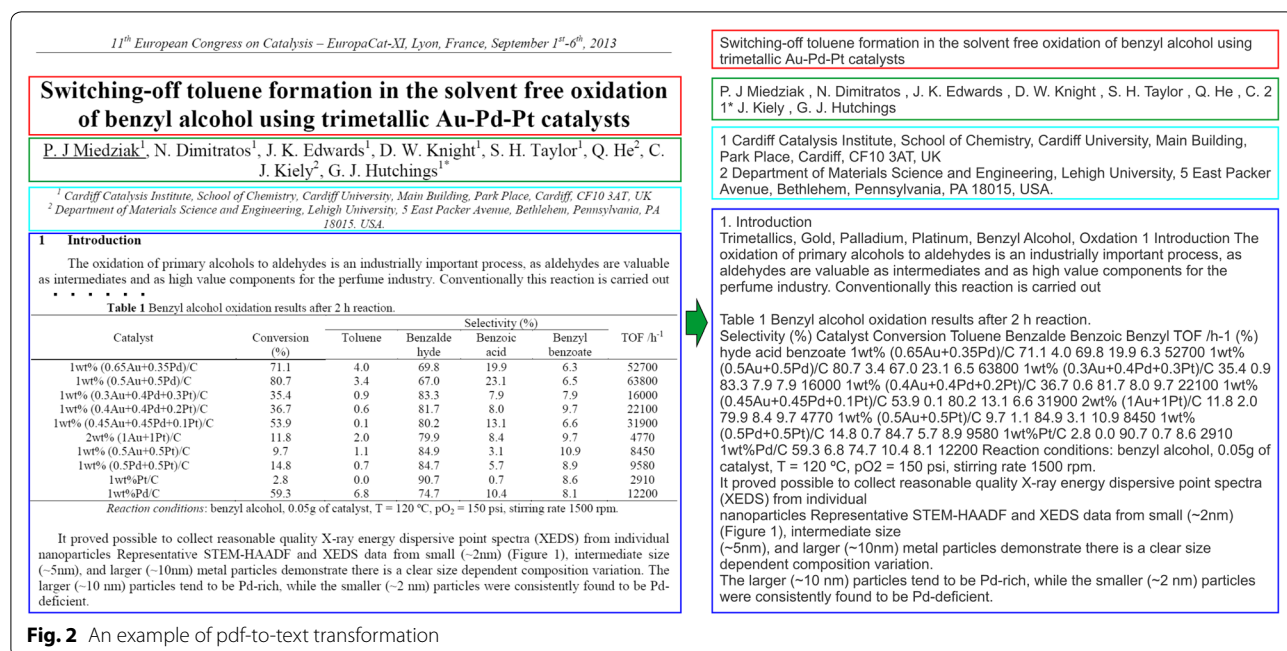 11th European Congress on Catalysis – EuropaCat-XI, Lyon, France, September 1st-6th, 2013
Switching-off toluene formation in the solvent free oxidation
of benzyl alcohol using trimetallic Au-Pd-Pt catalysts
P. J Miedziak1, N. Dimitratos1, J. K. Edwards1, D. W. Knight1, S. H. Taylor1, Q. He2, C.
J. Kiely2, G. J. Hutchings1*
1 Cardiff Catalysis Institute, School of Chemistry, Cardiff University, Main Building, Park Place, Cardiff, CF10 3AT, UK
2 Department of Materials Science and Engineering, Lehigh University, 5 East Packer Avenue, Bethlehem, Pennsylvania, PA
18015. USA.
1 Introduction
The oxidation of primary alcohols to aldehydes is an industrially important process, as aldehydes are valuable
as intermediates and as high value components for the perfume industry. Conventionally this reaction is carried out
. . . . . .
Table 1 Benzyl alcohol oxidation results after 2 h reaction.
Selectivity (%)
Catalyst Conversion Toluene Benzalde Benzoic Benzyl TOF /h-1
(%) hyde acid benzoate
1wt% (0.65Au+0.35Pd)/C 71.1 4.0 69.8 19.9 6.3 52700
1wt% (0.5Au+0.5Pd)/C 80.7 3.4 67.0 23.1 6.5 63800
1wt% (0.3Au+0.4Pd+0.3Pt)/C 35.4 0.9 83.3 7.9 7.9 16000
1wt% (0.4Au+0.4Pd+0.2Pt)/C 36.7 0.6 81.7 8.0 9.7 22100
1wt% (0.45Au+0.45Pd+0.1Pt)/C 53.9 0.1 80.2 13.1 6.6 31900
2wt% (1Au+1Pt)/C 11.8 2.0 79.9 8.4 9.7 4770
1wt% (0.5Au+0.5Pt)/C 9.7 1.1 84.9 3.1 10.9 8450
1wt% (0.5Pd+0.5Pt)/C 14.8 0.7 84.7 5.7 8.9 9580
1wt%Pt/C 2.8 0.0 90.7 0.7 8.6 2910
1wt%Pd/C 59.3 6.8 74.7 10.4 8.1 12200
Reaction conditions: benzyl alcohol, 0.05g of catalyst, T = 120 ºC, pO2 = 150 psi, stirring rate 1500 rpm.
It proved possible to collect reasonable quality X-ray energy dispersive point spectra (XEDS) from individual
nanoparticles Representative STEM-HAADF and XEDS data from small (~2nm) (Figure 1), intermediate size
(~5nm), and larger (~10nm) metal particles demonstrate there is a clear size dependent composition variation. The
larger (~10 nm) particles tend to be Pd-rich, while the smaller (~2 nm) particles were consistently found to be Pd-
deficient.
Switching-off toluene formation in the solvent free oxidation of benzyl alcohol using
trimetallic Au-Pd-Pt catalysts
P. J Miedziak , N. Dimitratos , J. K. Edwards , D. W. Knight , S. H. Taylor , Q. He , C. 2
1* J. Kiely , G. J. Hutchings
1 Cardiff Catalysis Institute, School of Chemistry, Cardiff University, Main Building,
Park Place, Cardiff, CF10 3AT, UK
2 Department of Materials Science and Engineering, Lehigh University, 5 East Packer
Avenue, Bethlehem, Pennsylvania, PA 18015, USA.
1. Introduction
Trimetallics, Gold, Palladium, Platinum, Benzyl Alcohol, Oxdation 1 Introduction The
oxidation of primary alcohols to aldehydes is an industrially important process, as
aldehydes are valuable as intermediates and as high value components for the
perfume industry. Conventionally this reaction is carried out
Table 1 Benzyl alcohol oxidation results after 2 h reaction.
Selectivity (%) Catalyst Conversion Toluene Benzalde Benzoic Benzyl TOF /h-1 (%)
hyde acid benzoate 1wt% (0.65Au+0.35Pd)/C 71.1 4.0 69.8 19.9 6.3 52700 1wt%
(0.5Au+0.5Pd)/C 80.7 3.4 67.0 23.1 6.5 63800 1wt% (0.3Au+0.4Pd+0.3Pt)/C 35.4 0.9
83.3 7.9 7.9 16000 1wt% (0.4Au+0.4Pd+0.2Pt)/C 36.7 0.6 81.7 8.0 9.7 22100 1wt%
(0.45Au+0.45Pd+0.1Pt)/C 53.9 0.1 80.2 13.1 6.6 31900 2wt% (1Au+1Pt)/C 11.8 2.0
79.9 8.4 9.7 4770 1wt% (0.5Au+0.5Pt)/C 9.7 1.1 84.9 3.1 10.9 8450 1wt%
(0.5Pd+0.5Pt)/C 14.8 0.7 84.7 5.7 8.9 9580 1wt%Pt/C 2.8 0.0 90.7 0.7 8.6 2910
1wt%Pd/C 59.3 6.8 74.7 10.4 8.1 12200 Reaction conditions: benzyl alcohol, 0.05g of
catalyst, T = 120 ºC, pO2 = 150 psi, stirring rate 1500 rpm.
It proved possible to collect reasonable quality X-ray energy dispersive point spectra
(XEDS) from individual
nanoparticles Representative STEM-HAADF and XEDS data from small (~2nm)
(Figure 1), intermediate size
(~5nm), and larger (~10nm) metal particles demonstrate there is a clear size
dependent composition variation.
The larger (~10 nm) particles tend to be Pd-rich, while the smaller (~2 nm) particles
were consistently found to be Pd-deficient.
Fig. 2 An example of pdf-to-text transformation